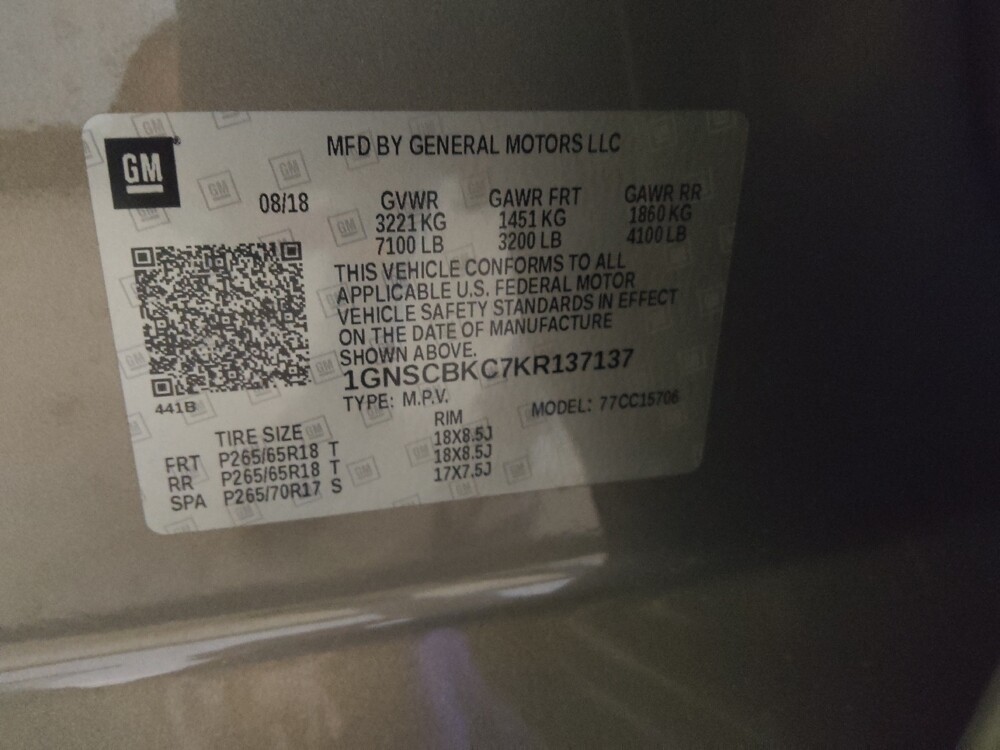 GM
MFD BY GENERAL MOTORS LLC
08/18
GVWR GAWR FRT GAWR RR
3221 KG 1451 KG 1860 KG
7100 LB 3200 LB 4100 LB
THIS VEHICLE CONFORMS TO ALL
APPLICABLE U.S. FEDERAL MOTOR
VEHICLE SAFETY STANDARDS IN EFFECT
ON THE DATE OF MANUFACTURE
SHOWN ABOVE.
1GNSCBKC7KR137137
TYPE: M.P.V. MODEL: 77CC15706
441B
TIRE SIZE RIM
FRT P265/65R18 T 18X8.5J
RR P265/65R18 T 18X8.5J
SPA P265/70R17 S 17X7.5J